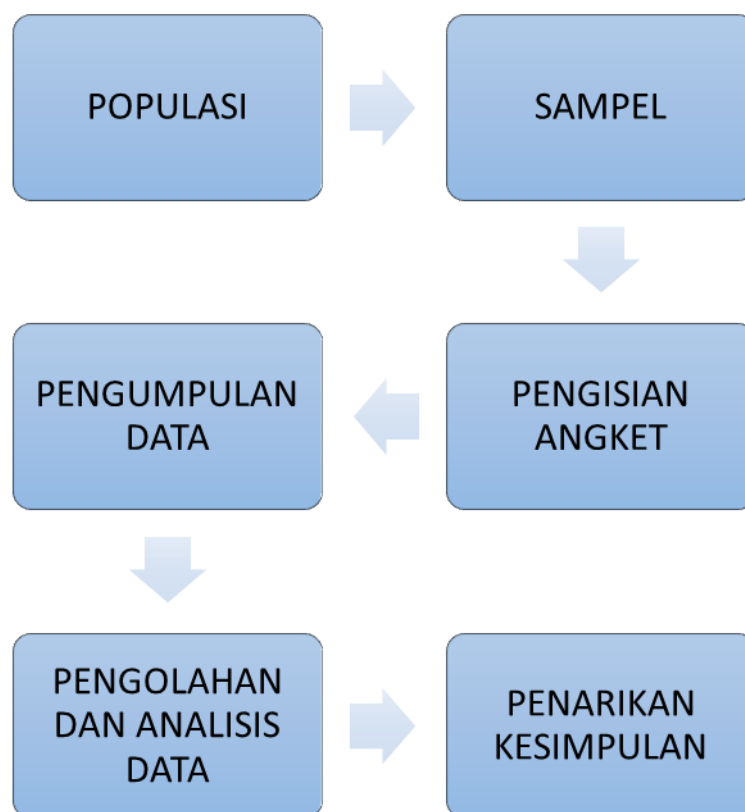 POPULASI
SAMPEL
PENGISIAN
ANGKET
PENGUMPULAN
DATA
PENGOLAHAN
DAN ANALISIS
DATA
PENARIKAN
KESIMPULAN